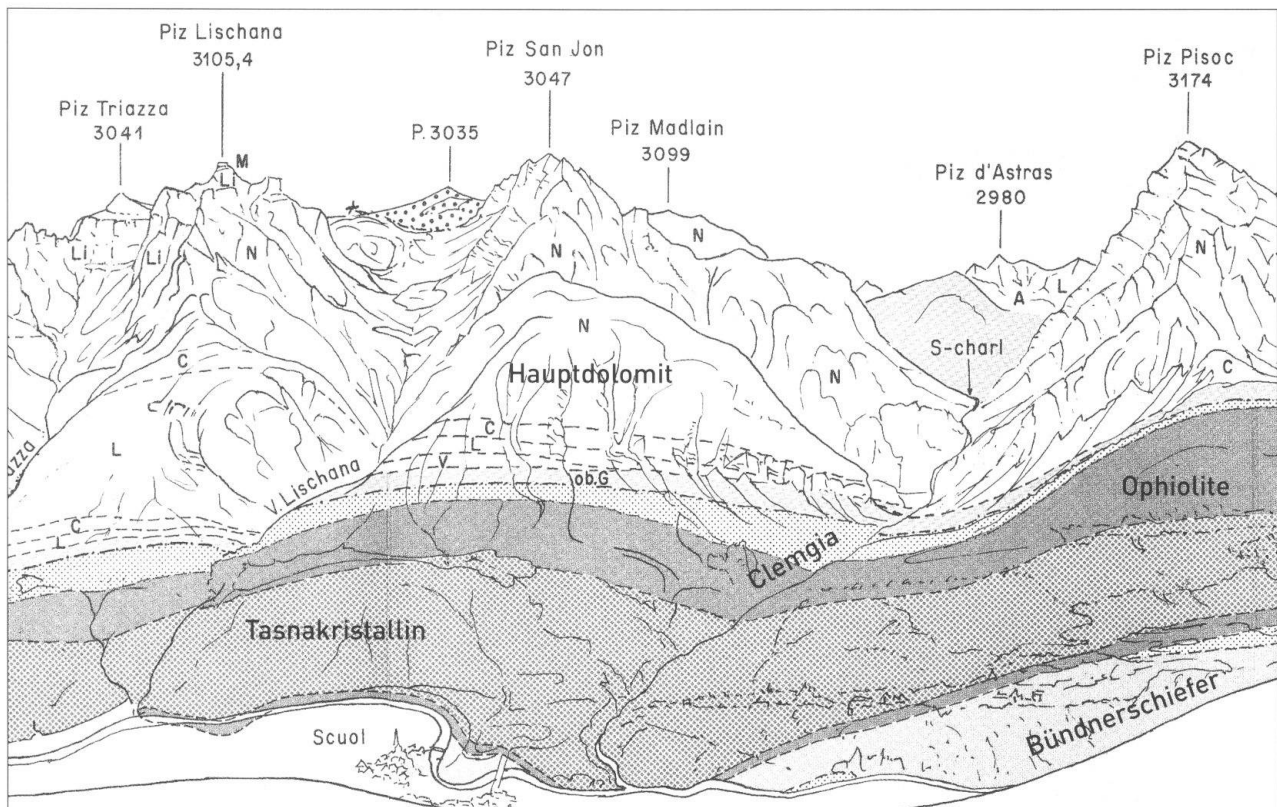 Piz Lischana
3105,4
Piz San Jon
3047
Piz Pisoc
3174
Piz Triazza
3041
P. 3035
Piz Madlain
3099
Piz d'Astras
2980
M
Li
Li
Li
N
N
N
N
N
N
A
L
S-charl
C
C
Hauptdolomit
L
azza
V. Lischana
C
L
V
ob.G
C
L
Ophiolite
Clemgia
Tasnakristallin
Bündnerschiefer
Scuol